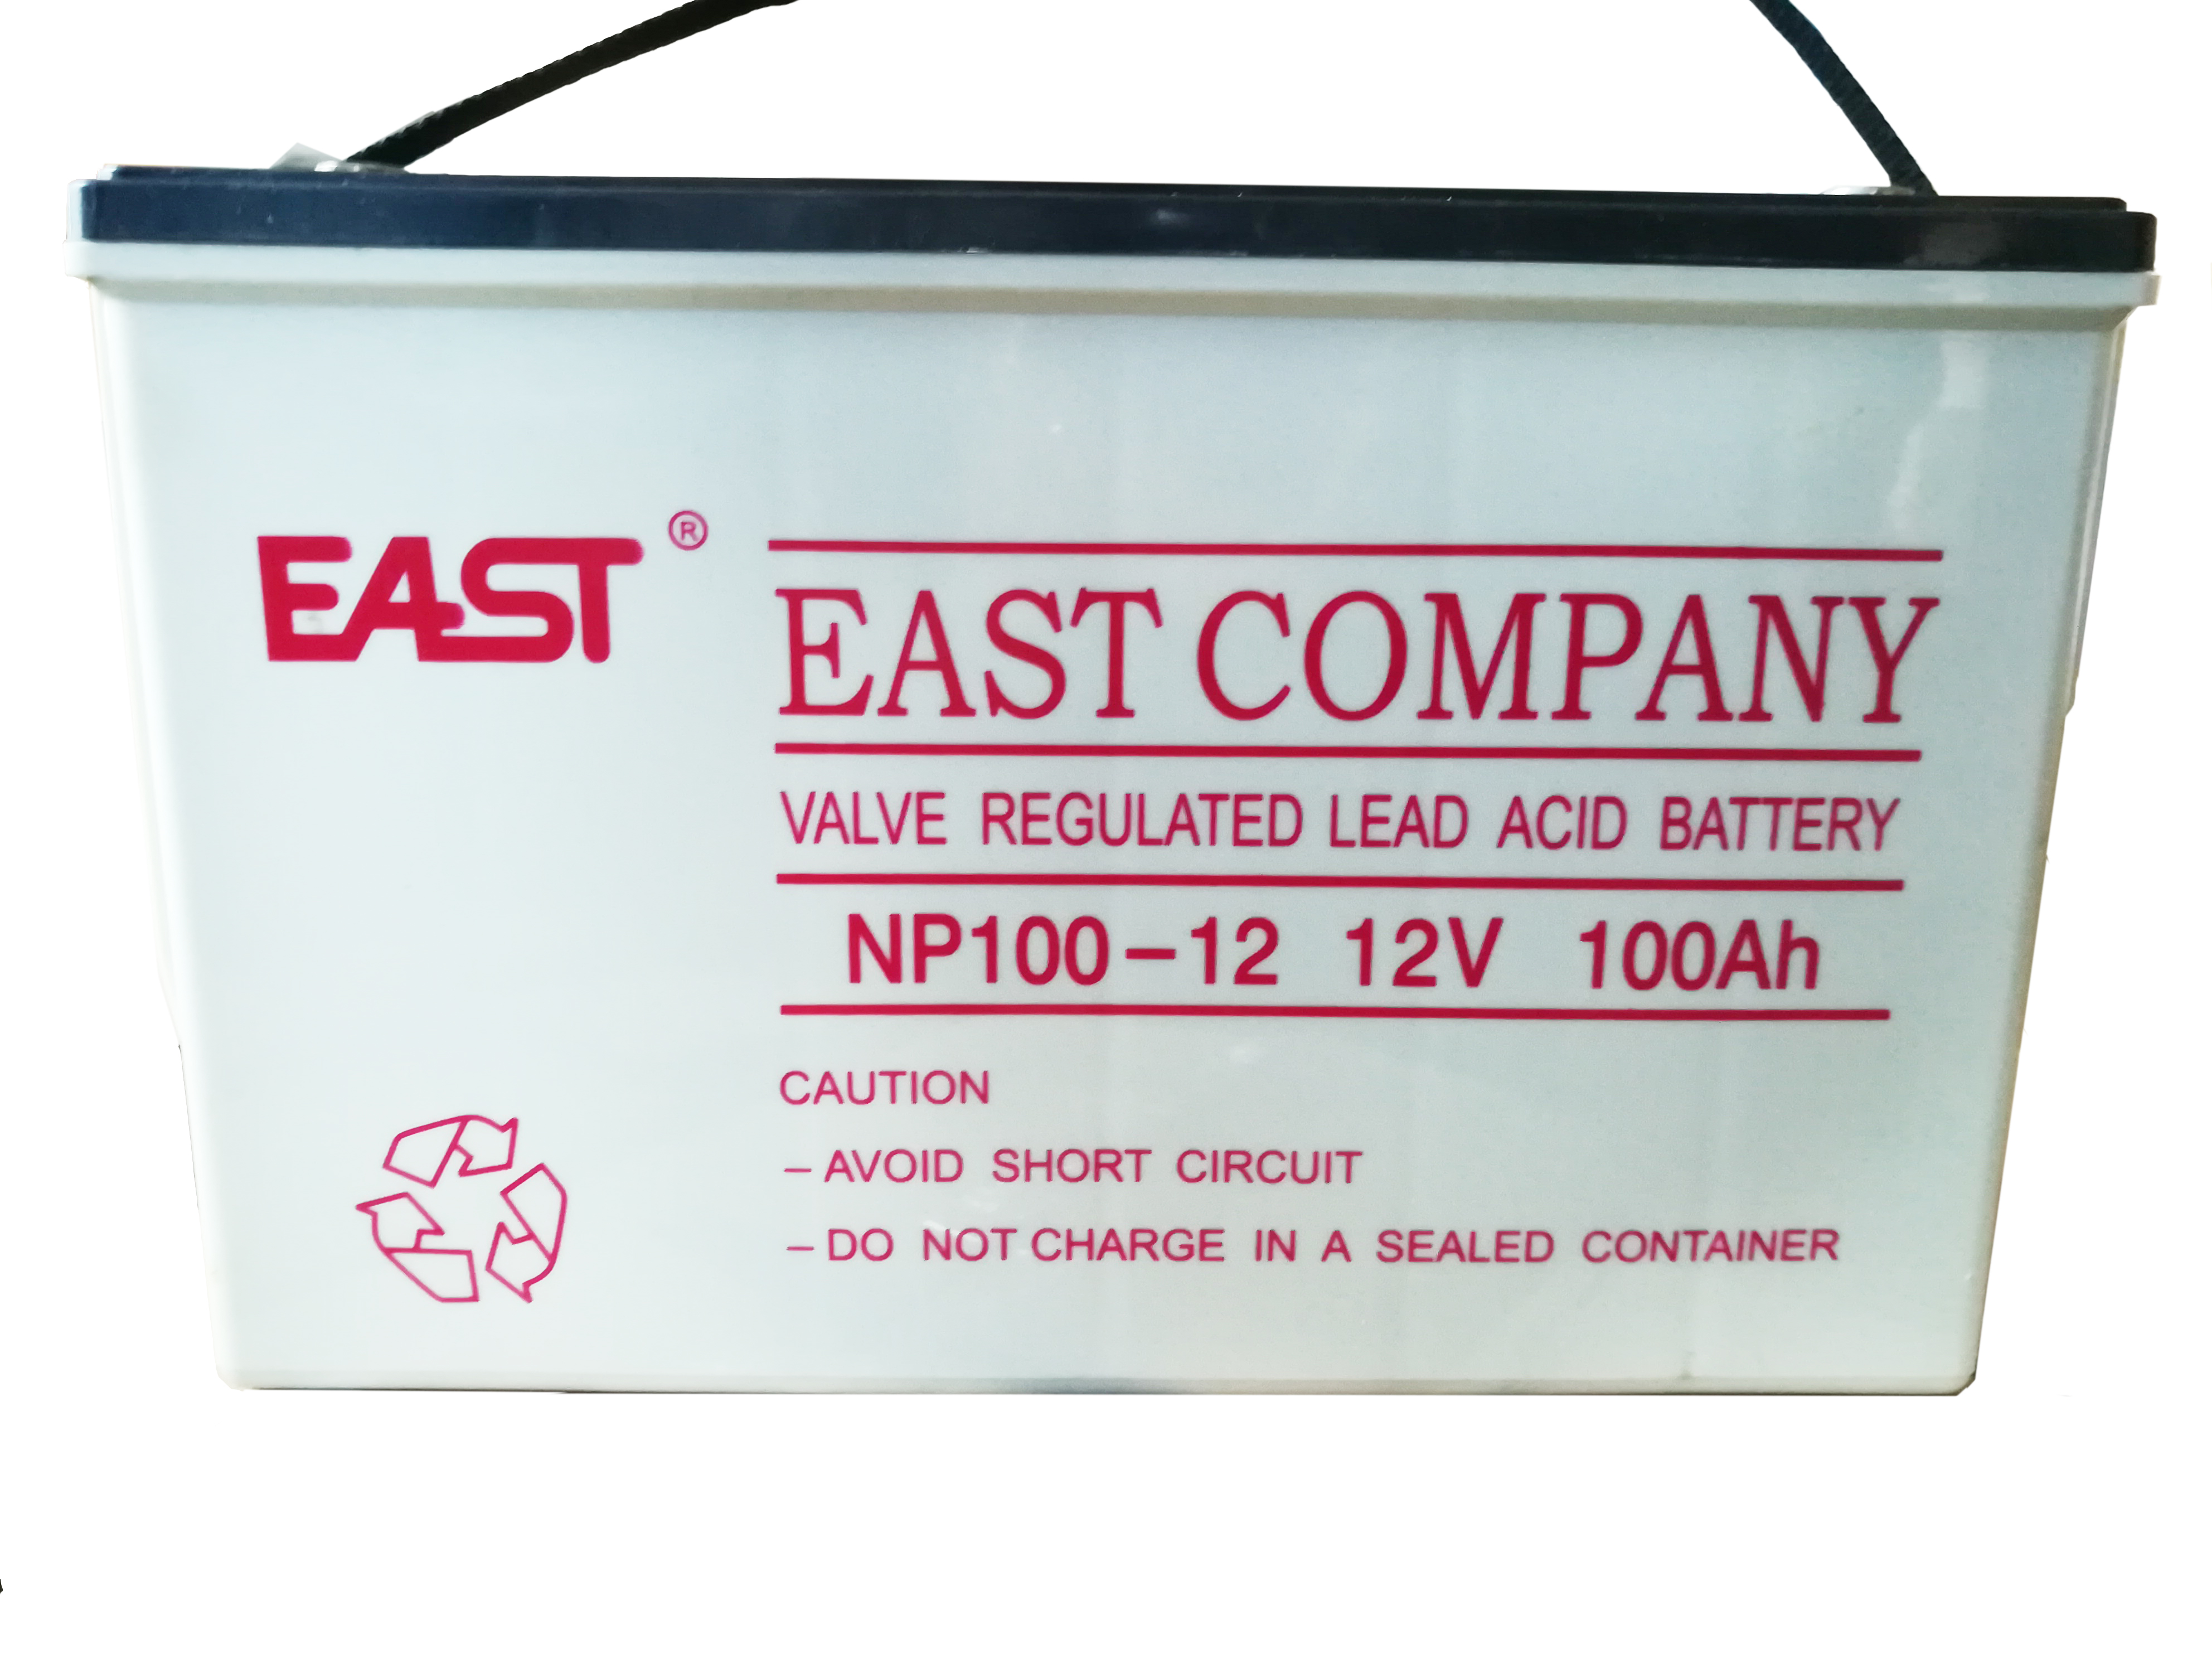 EAST ®
EAST COMPANY
VALVE REGULATED LEAD ACID BATTERY
NP100-12 12V 100Ah
CAUTION
– AVOID SHORT CIRCUIT
– DO NOT CHARGE IN A SEALED CONTAINER